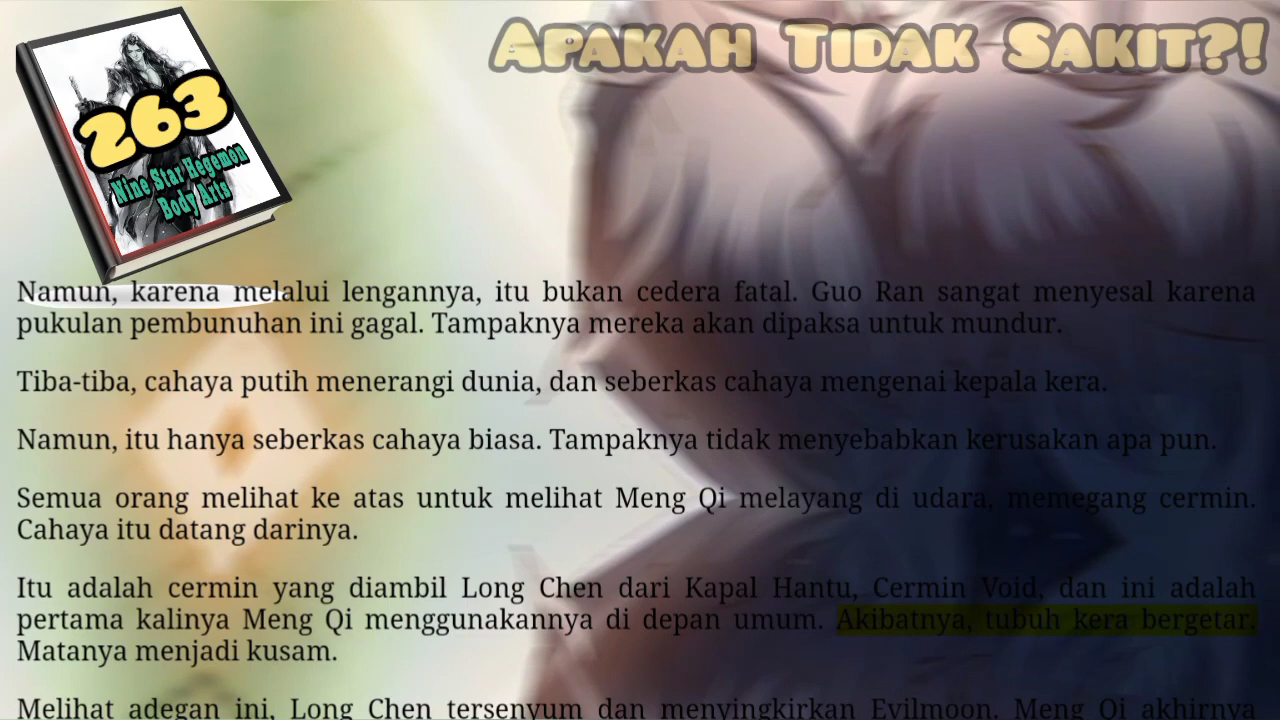 Apakah Tidak Sakit?!
263
Nine Star Hegemon
Body Arts
Namun, karena melalui lengannya, itu bukan cedera fatal. Guo Ran sangat menyesal karena
pukulan pembunuhan ini gagal. Tampaknya mereka akan dipaksa untuk mundur.
Tiba-tiba, cahaya putih menerangi dunia, dan seberkas cahaya mengenai kepala kera.
Namun, itu hanya seberkas cahaya biasa. Tampaknya tidak menyebabkan kerusakan apa pun.
Semua orang melihat ke atas untuk melihat Meng Qi melayang di udara, memegang cermin.
Cahaya itu datang darinya.
Itu adalah cermin yang diambil Long Chen dari Kapal Hantu, Cermin Void, dan ini adalah
pertama kalinya Meng Qi menggunakannya di depan umum. Akibatnya, tubuh kera bergetar.
Matanya menjadi kusam.
Melihat adegan ini, Long Chen tersenyum dan menyingkirkan Evilmoon. Meng Qi akhirnya